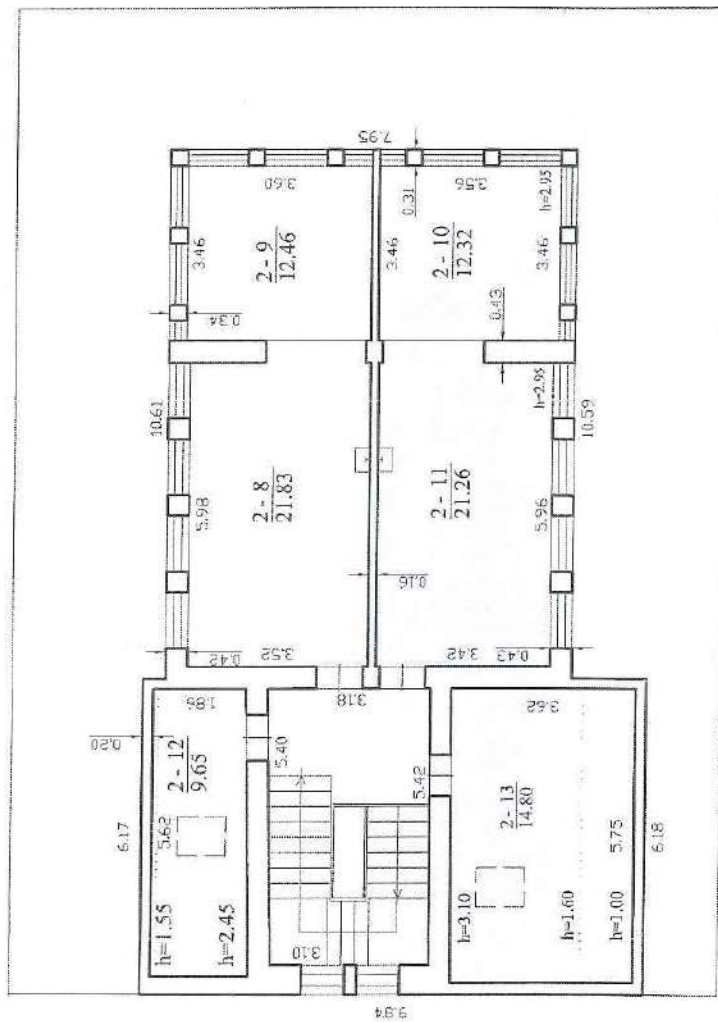 7.95
3.60
3.56
0.31
h=2.95
3.46
2 - 9
12.46
3.46
2 - 10
12.32
3.46
0.34
0.43
10.61
h=2.95
10.59
5.98
2 - 8
21.83
2 - 11
21.26
5.96
0.16
0.42
3.52
3.42
0.43
1.86
3.18
3.62
0.20
2 - 12
9.65
5.40
5.42
6.17
5.62
2 - 13
14.80
5.75
6.18
h=1.55
h=2.45
h=3.10
h=1.60
h=1.00
3.10
9.94